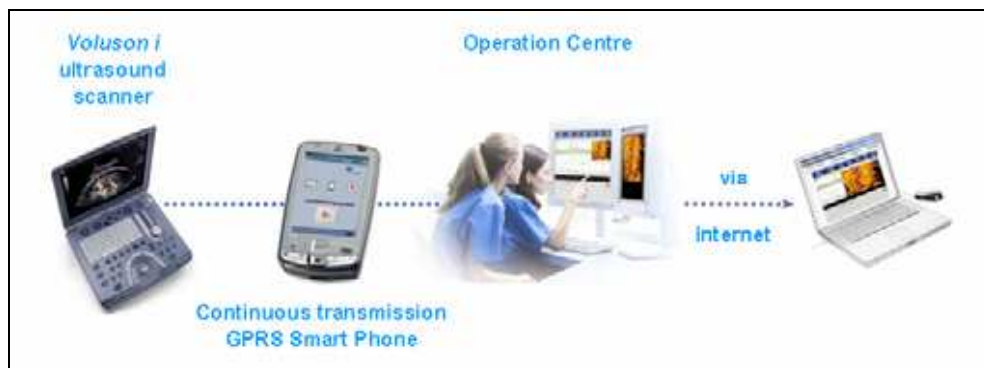 Voluson i
ultrasound
scanner
Operation Centre
via
internet
Continuous transmission
GPRS Smart Phone